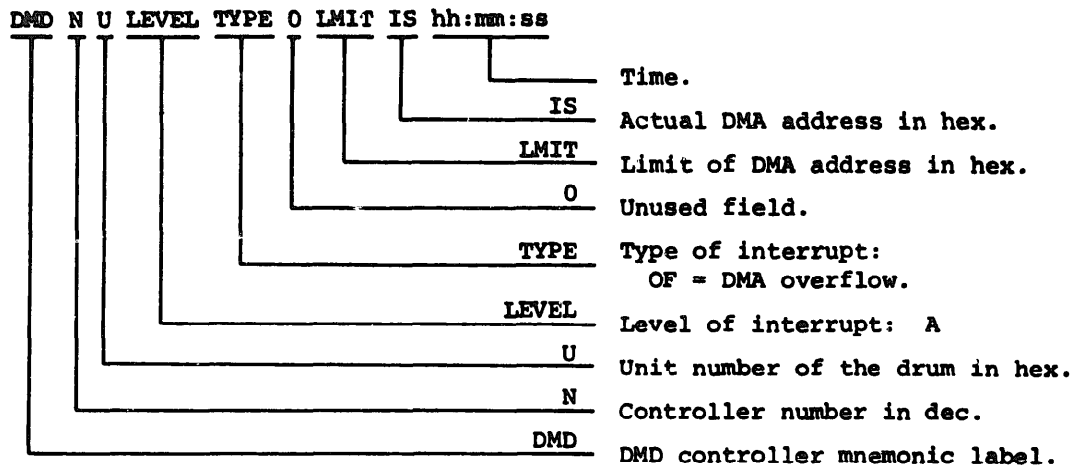 DMD N U LEVEL TYPE 0 LMIT IS hh:mm:ss
Time.
IS Actual DMA address in hex.
LMIT Limit of DMA address in hex.
0 Unused field.
TYPE Type of interrupt:
OF = DMA overflow.
LEVEL Level of interrupt: A
U Unit number of the drum in hex.
N Controller number in dec.
DMD DMD controller mnemonic label.